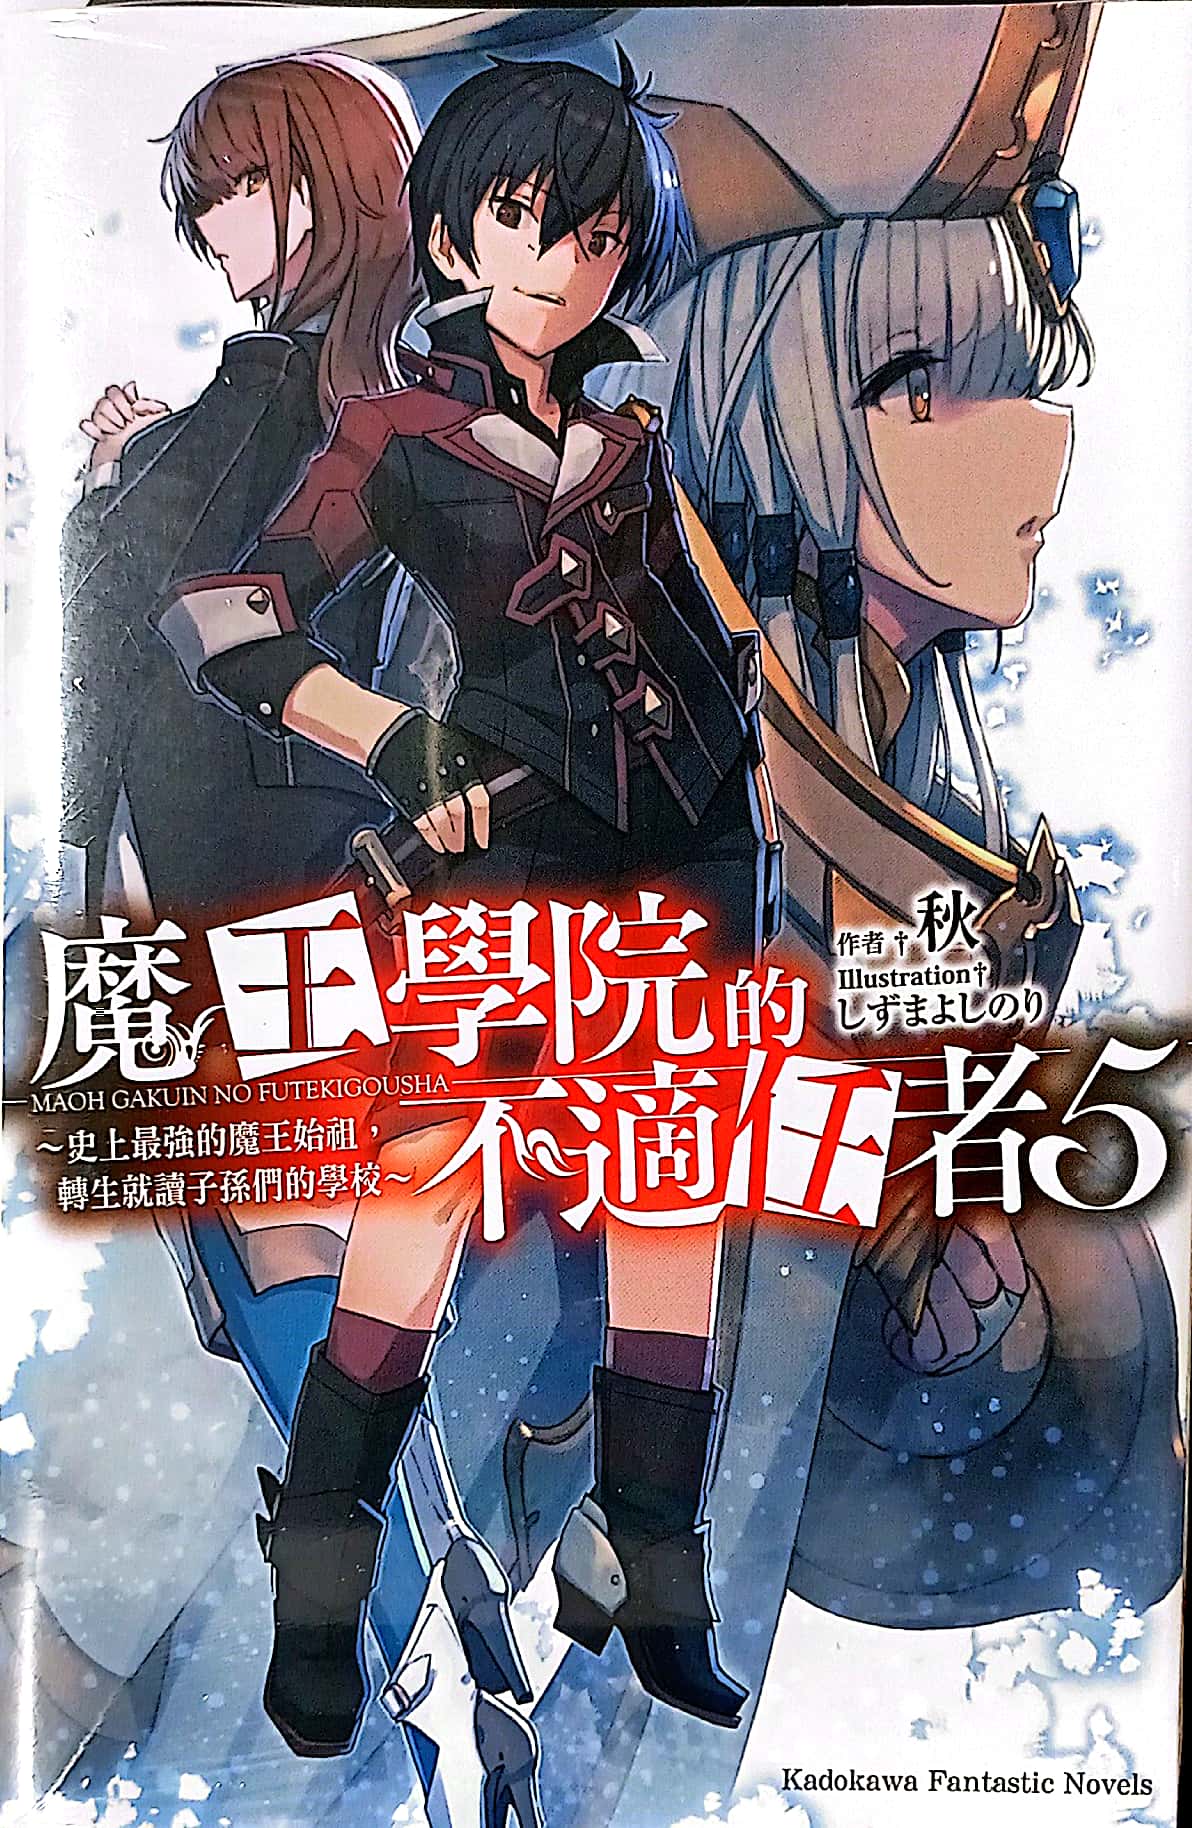 作者†秋
Illustration†
しずまよしのり
魔王學院的
不適任者5
MAOH GAKUIN NO FUTEKIGOUSHA
～史上最強的魔王始祖，
轉生就讀子孫們的學校～
Kadokawa Fantastic Novels